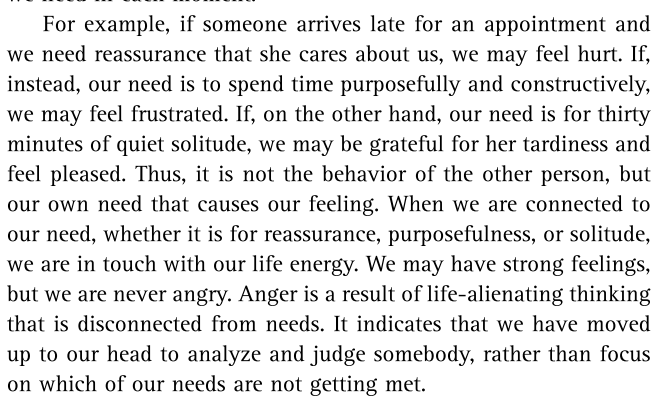 For example, if someone arrives late for an appointment and
we need reassurance that she cares about us, we may feel hurt. If,
instead, our need is to spend time purposefully and constructively,
we may feel frustrated. If, on the other hand, our need is for thirty
minutes of quiet solitude, we may be grateful for her tardiness and
feel pleased. Thus, it is not the behavior of the other person, but
our own need that causes our feeling. When we are connected to
our need, whether it is for reassurance, purposefulness, or solitude,
we are in touch with our life energy. We may have strong feelings,
but we are never angry. Anger is a result of life-alienating thinking
that is disconnected from needs. It indicates that we have moved
up to our head to analyze and judge somebody, rather than focus
on which of our needs are not getting met.